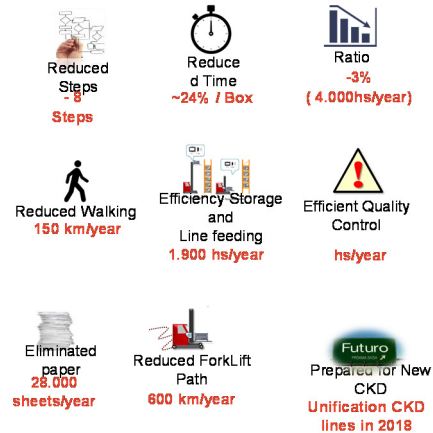 Reduced
Steps
- 8
Steps
Reduce
d Time
~24% / Box
Ratio
-3%
( 4.000hs/year)
Reduced Walking
150 km/year
Efficiency Storage
and
Line feeding
1.900 hs/year
Efficient Quality
Control
hs/year
Eliminated
paper
28.000
sheets/year
Reduced ForkLift
Path
600 km/year
Futuro
Prepared for New
CKD
Unification CKD
lines in 2018